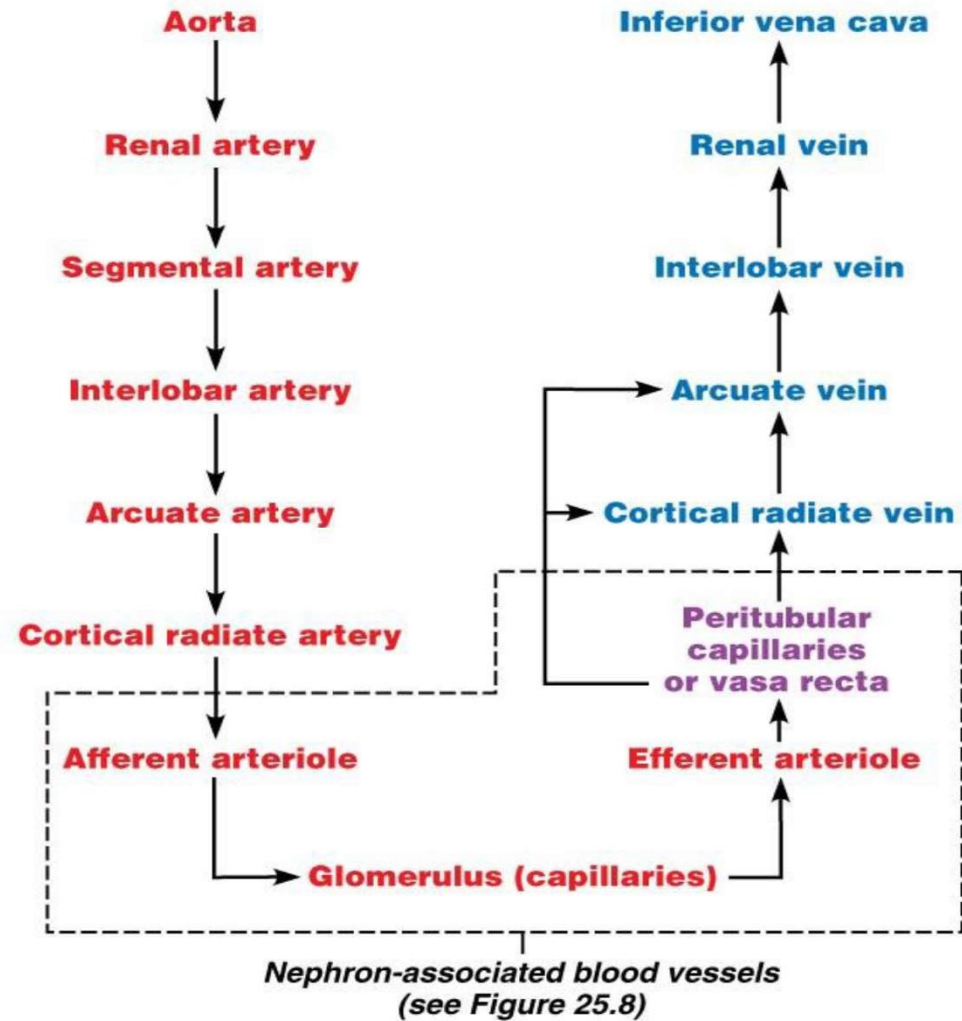 Aorta
Renal artery
Segmental artery
Interlobar artery
Arcuate artery
Cortical radiate artery
Afferent arteriole
Glomerulus (capillaries)
Efferent arteriole
Peritubular
capillaries
or vasa recta
Cortical radiate vein
Arcuate vein
Interlobar vein
Renal vein
Inferior vena cava
Nephron-associated blood vessels
(see Figure 25.8)